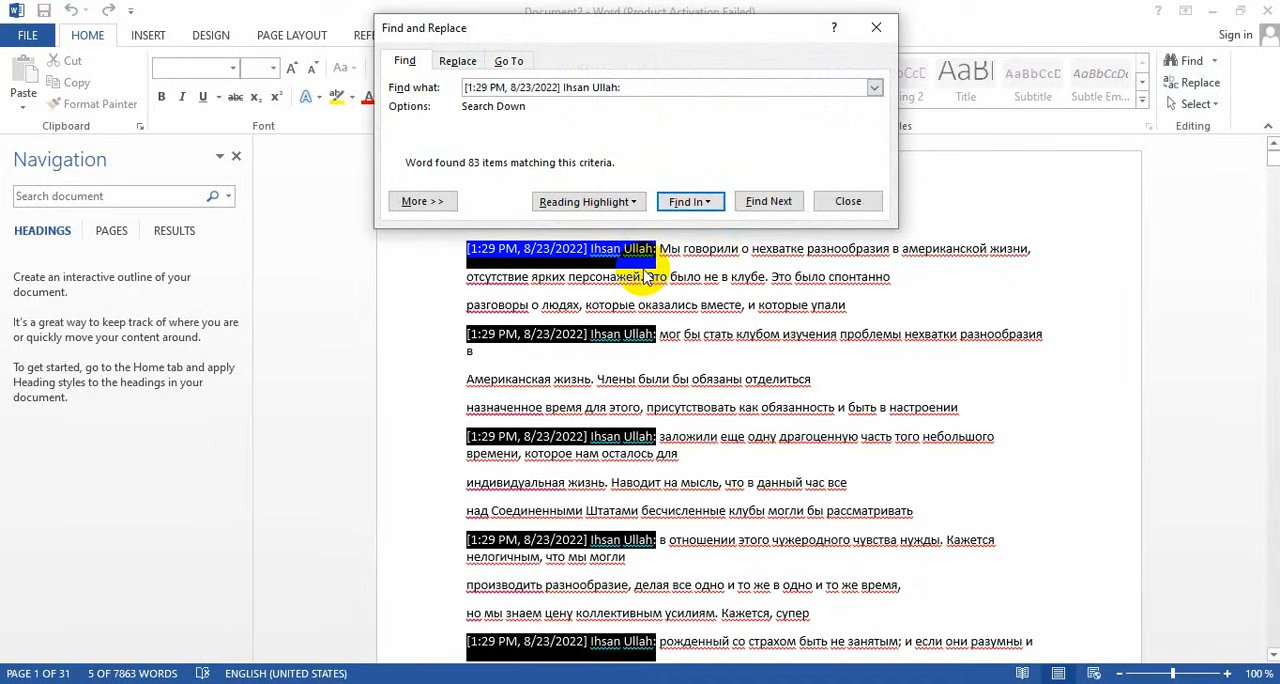 Document2 - Word (Product Activation Failed)
Find and Replace
FILE HOME INSERT DESIGN PAGE LAYOUT
Sign in
Find Replace Go To
Cut
Copy
Format Painter
Paste
Aa
B I U abc x₂ x² A ab A
Clipboard
Font
Find what: [1:29 PM, 8/23/2022] Ihsan Ullah:
Options: Search Down
Word found 83 items matching this criteria.
More >> Reading Highlight Find In Find Next Close
AaBl AaBbCcD AaBbCcDc
Title Subtitle Subtle Em...
Find
Replace
Select
Editing
Navigation
Search document
HEADINGS PAGES RESULTS
Create an interactive outline of your
document.
It's a great way to keep track of where you are
or quickly move your content around.
To get started, go to the Home tab and apply
Heading styles to the headings in your
document.
[1:29 PM, 8/23/2022] Ihsan Ullah: Мы говорили о нехватке разнообразия в американской жизни,
отсутствие ярких персонажей. Это было не в клубе. Это было спонтанно
разговоры о людях, которые оказались вместе, и которые упали
[1:29 PM, 8/23/2022] Ihsan Ullah: мог бы стать клубом изучения проблемы нехватки разнообразия
в
Американская жизнь. Члены были бы обязаны отделиться
назначенное время для этого, присутствовать как обязанность и быть в настроении
[1:29 PM, 8/23/2022] Ihsan Ullah: заложили еще одну драгоценную часть того небольшого
времени, которое нам осталось для
индивидуальная жизнь. Наводит на мысль, что в данный час все
над Соединенными Штатами бесчисленные клубы могли бы рассматривать
[1:29 PM, 8/23/2022] Ihsan Ullah: в отношении этого чужеродного чувства нужды. Кажется
нелогичным, что мы могли
производить разнообразие, делая все одно и то же в одно и то же время,
но мы знаем цену коллективным усилиям. Кажется, супер
[1:29 PM, 8/23/2022] Ihsan Ullah: рожденный со страхом быть не занятым; и если они разумны и
PAGE 1 OF 31 5 OF 7863 WORDS ENGLISH (UNITED STATES) 100 %